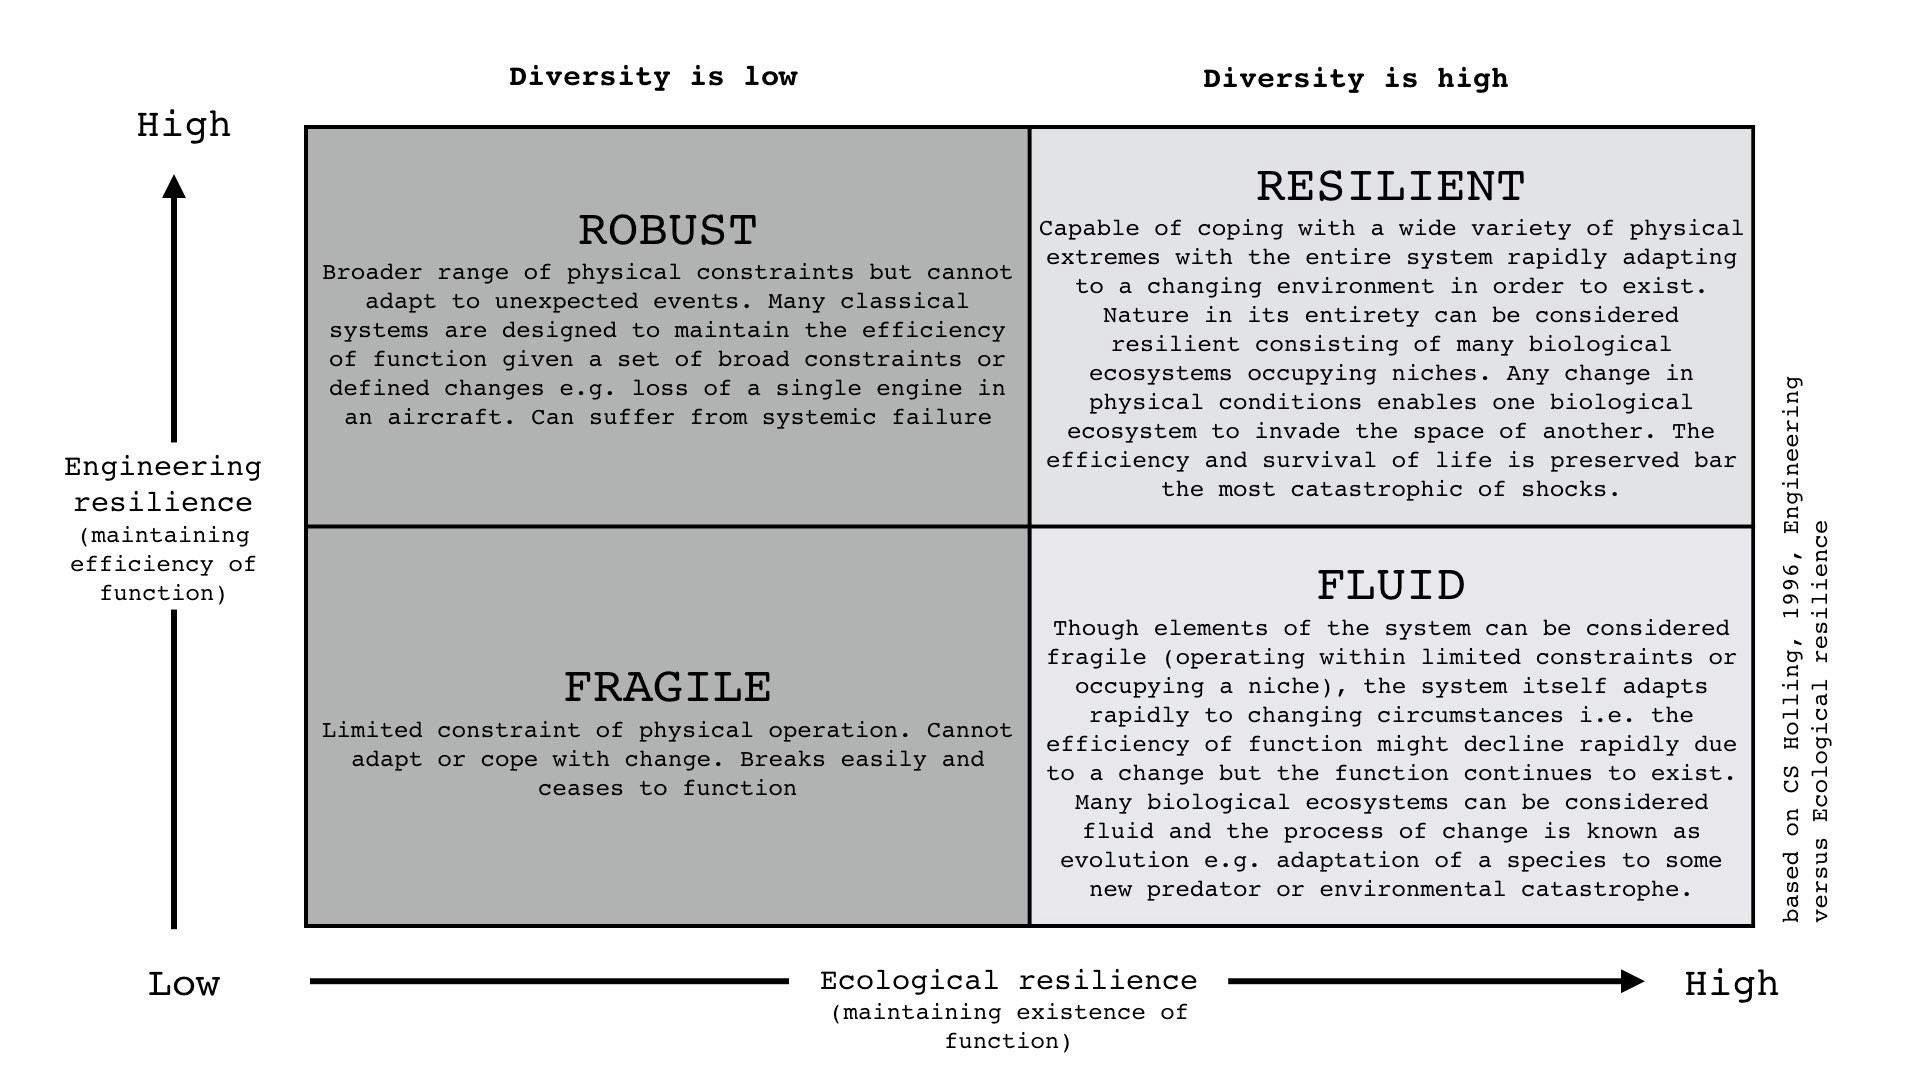 Diversity is low
Diversity is high
High
ROBUST
Broader range of physical constraints but cannot
adapt to unexpected events. Many classical
systems are designed to maintain the efficiency
of function given a set of broad constraints or
defined changes e.g. loss of a single engine in
an aircraft. Can suffer from systemic failure
RESILIENT
Capable of coping with a wide variety of physical
extremes with the entire system rapidly adapting
to a changing environment in order to exist.
Nature in its entirety can be considered
resilient consisting of many biological
ecosystems occupying niches. Any change in
physical conditions enables one biological
ecosystem to invade the space of another. The
efficiency and survival of life is preserved bar
the most catastrophic of shocks.
Engineering
resilience
(maintaining
efficiency of
function)
FRAGILE
Limited constraint of physical operation. Cannot
adapt or cope with change. Breaks easily and
ceases to function
FLUID
Though elements of the system can be considered
fragile (operating within limited constraints or
occupying a niche), the system itself adapts
rapidly to changing circumstances i.e. the
efficiency of function might decline rapidly due
to a change but the function continues to exist.
Many biological ecosystems can be considered
fluid and the process of change is known as
evolution e.g. adaptation of a species to some
new predator or environmental catastrophe.
based on CS Holling, 1996, Engineering
versus Ecological resilience
Low
Ecological resilience
(maintaining existence of
function)
High